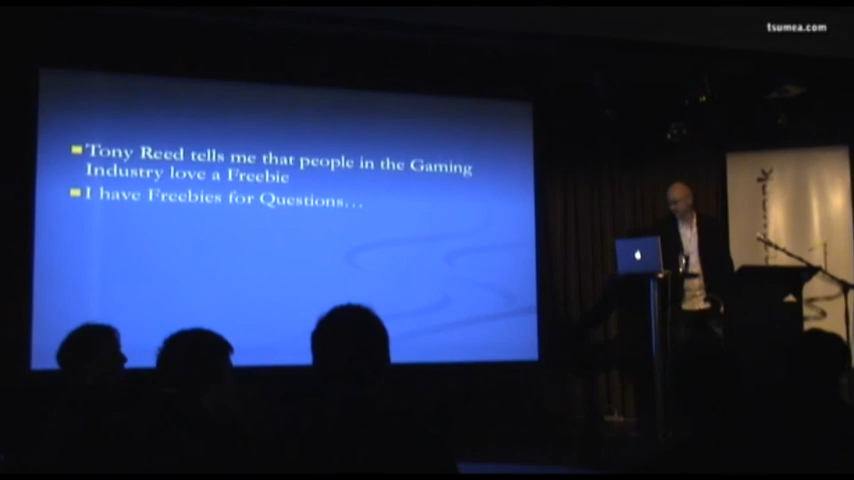 tsumea.com
Tony Reed tells me that people in the Gaming
Industry love a Freebie
I have Freebies for Questions…